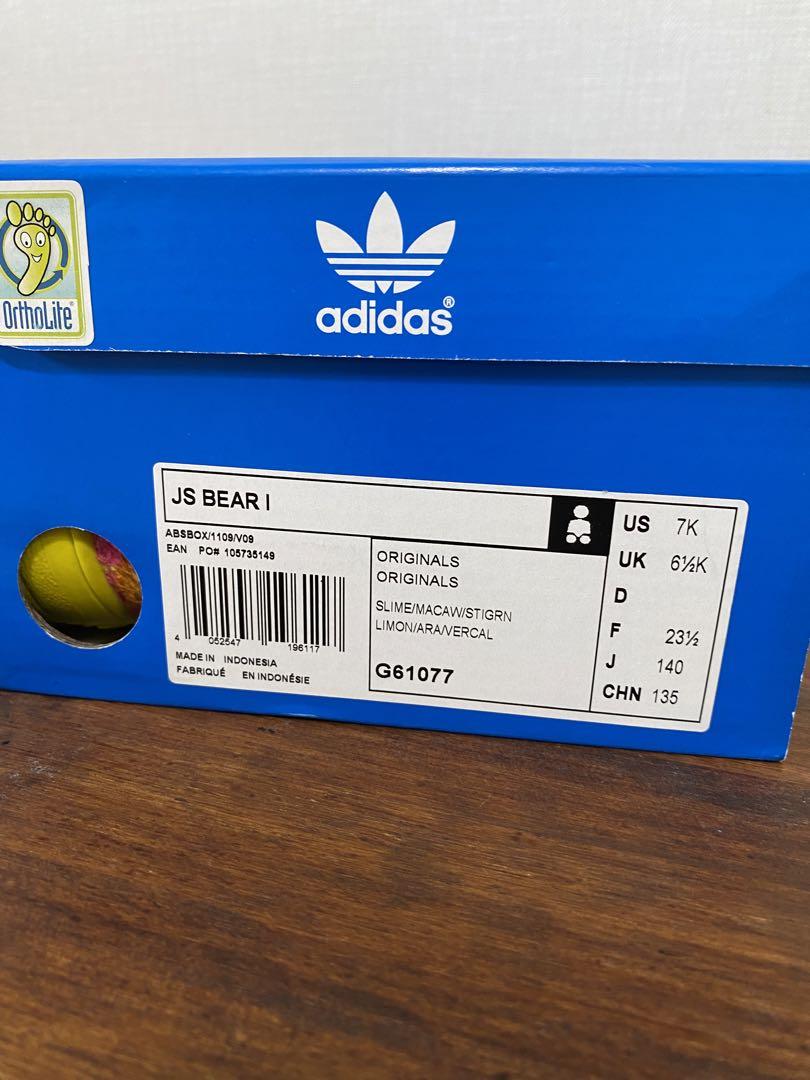 OrthoLite®
adidas®
JS BEAR I
ABSBOX/1109/V09
EAN PO# 105735149
4 052547 196117
MADE IN INDONESIA
FABRIQUÉ EN INDONÉSIE
ORIGINALS
ORIGINALS
SLIME/MACAW/STIGRN
LIMON/ARA/VERCAL
G61077
US 7K
UK 6½K
D
F 23½
J 140
CHN 135